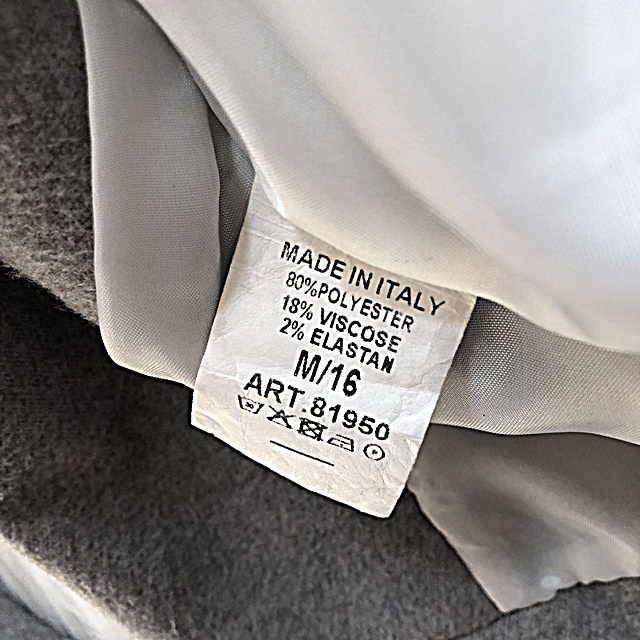 MADE IN ITALY
80%POLYESTER
18% VISCOSE
2% ELASTAN
M/16
ART.81950